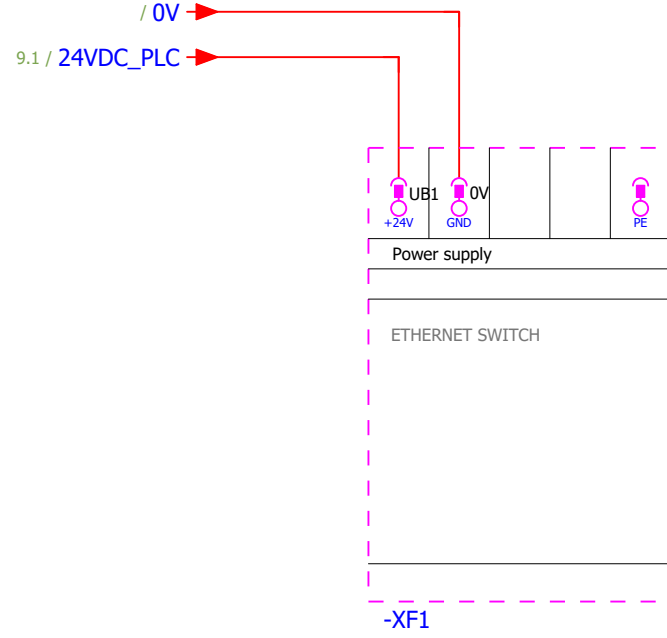 / 0V
9.1 / 24VDC_PLC
UB1 0V
+24V GND PE
Power supply
ETHERNET SWITCH
-XF1